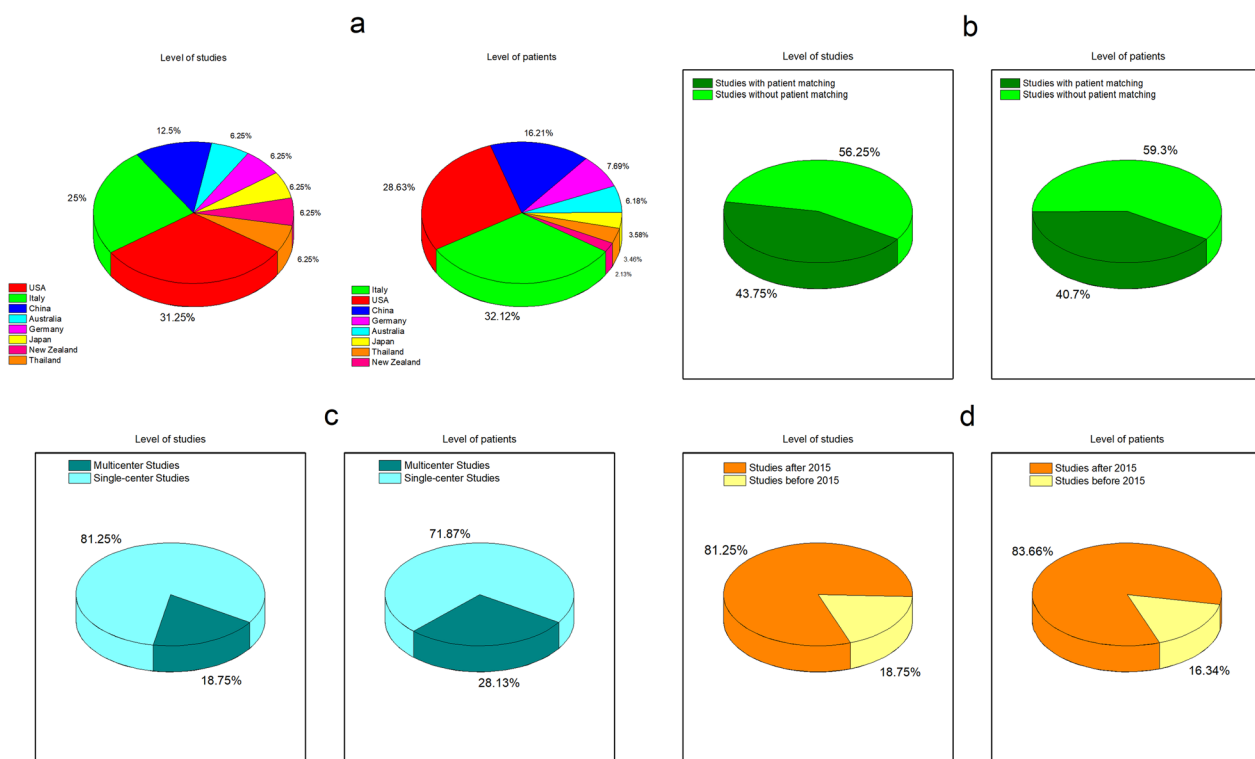 a
Level of studies
12.5%
6.25%
6.25%
6.25%
6.25%
6.25%
25%
31.25%
USA
Italy
China
Australia
Germany
Japan
New Zealand
Thailand
Level of patients
16.21%
7.69%
6.18%
3.58%
3.46%
2.13%
28.63%
32.12%
Italy
USA
China
Germany
Australia
Japan
Thailand
New Zealand
b
Level of studies
Studies with patient matching
Studies without patient matching
56.25%
43.75%
Level of patients
Studies with patient matching
Studies without patient matching
59.3%
40.7%
c
Level of studies
Multicenter Studies
Single-center Studies
81.25%
18.75%
Level of patients
Multicenter Studies
Single-center Studies
71.87%
28.13%
d
Level of studies
Studies after 2015
Studies before 2015
81.25%
18.75%
Level of patients
Studies after 2015
Studies before 2015
83.66%
16.34%